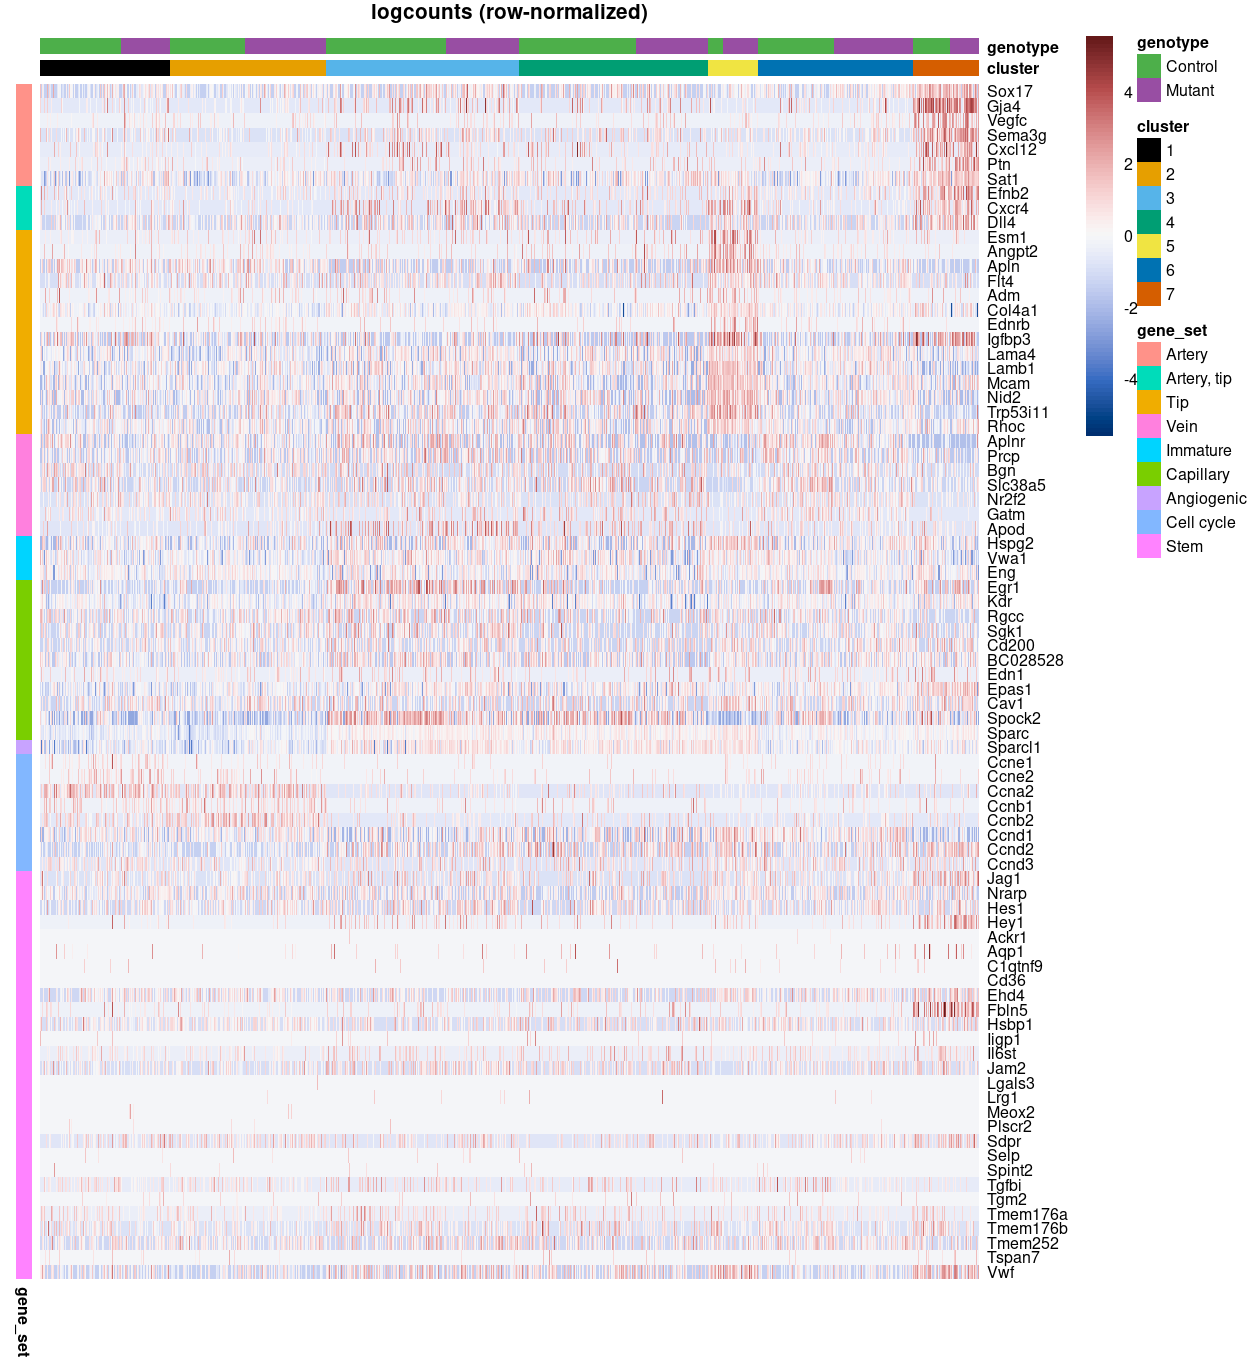 logcounts (row-normalized)
genotype
cluster
Sox17
Gja4
Vegfc
Sema3g
Cxcl12
Ptn
Sat1
Efnb2
Cxcr4
Dll4
Esm1
Angpt2
Apln
Flt4
Adm
Col4a1
Ednrb
Igfbp3
Lama4
Lamb1
Mcam
Nid2
Trp53i11
Rhoc
Aplnr
Prcp
Bgn
Slc38a5
Nr2f2
Gatm
Apod
Hspg2
Vwa1
Eng
Egr1
Kdr
Rgcc
Sgk1
Cd200
BC028528
Edn1
Epas1
Cav1
Spock2
Sparc
Sparcl1
Ccne1
Ccne2
Ccna2
Ccnb1
Ccnb2
Ccnd1
Ccnd2
Ccnd3
Jag1
Nrarp
Hes1
Hey1
Ackr1
Aqp1
C1qtnf9
Cd36
Ehd4
Fbln5
Hsbp1
Iigp1
Il6st
Jam2
Lgals3
Lrg1
Meox2
Plscr2
Sdpr
Selp
Spint2
Tgfbi
Tgm2
Tmem176a
Tmem176b
Tmem252
Tspan7
Vwf
gene_set
4
2
0
-2
-4
genotype
Control
Mutant
cluster
1
2
3
4
5
6
7
gene_set
Artery
Artery, tip
Tip
Vein
Immature
Capillary
Angiogenic
Cell cycle
Stem